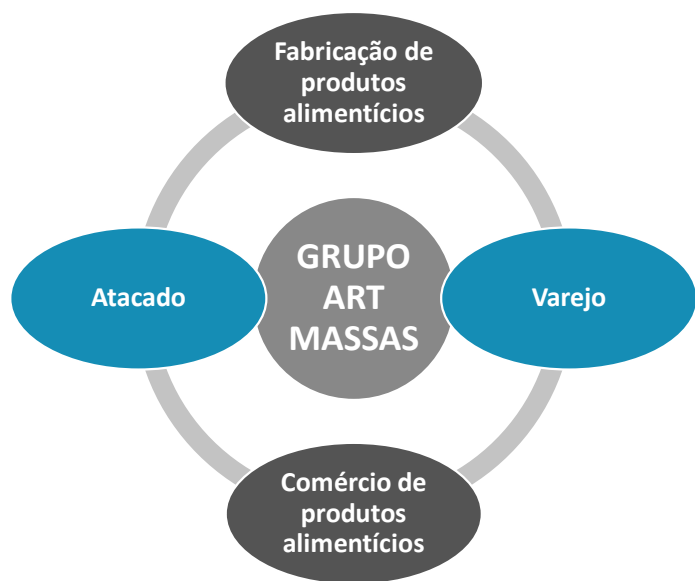 Fabricação de
produtos
alimentícios
Atacado
GRUPO
ART
MASSAS
Varejo
Comércio de
produtos
alimentícios